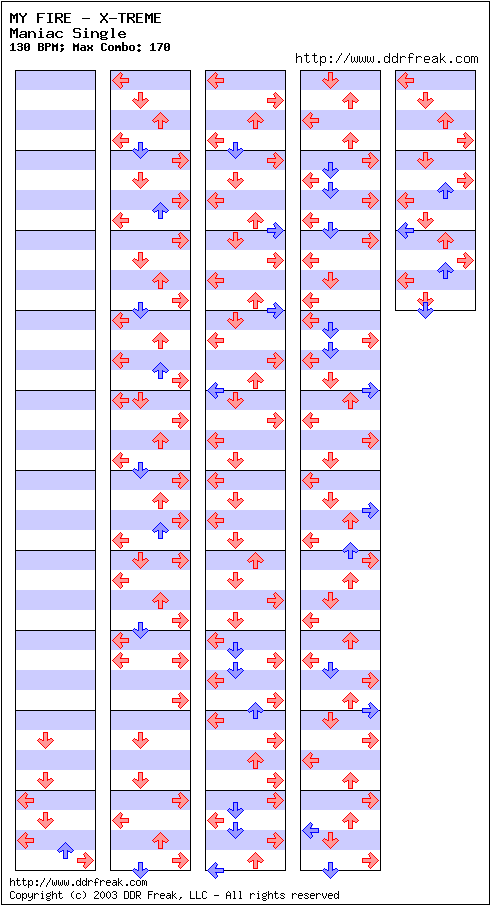 MY FIRE - X-TREME
Maniac Single
130 BPM; Max Combo: 170
http://www.ddrfreak.com
http://www.ddrfreak.com
Copyright (c) 2003 DDR Freak, LLC - All rights reserved